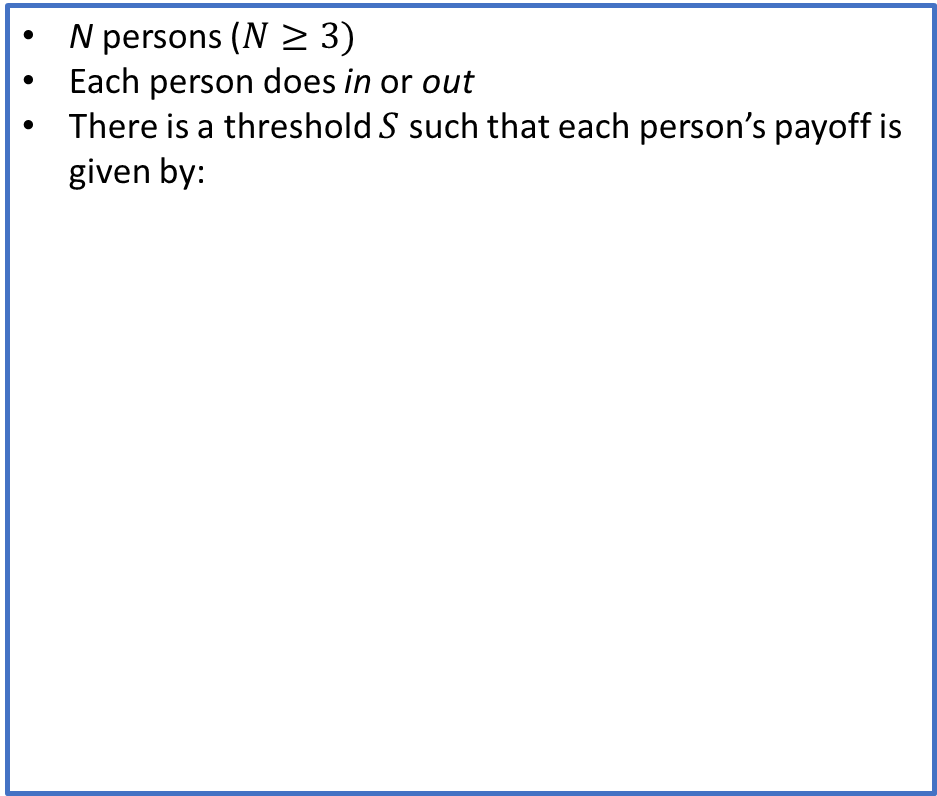 • N persons (N ≥ 3)
• Each person does in or out
• There is a threshold S such that each person’s payoff is
given by: